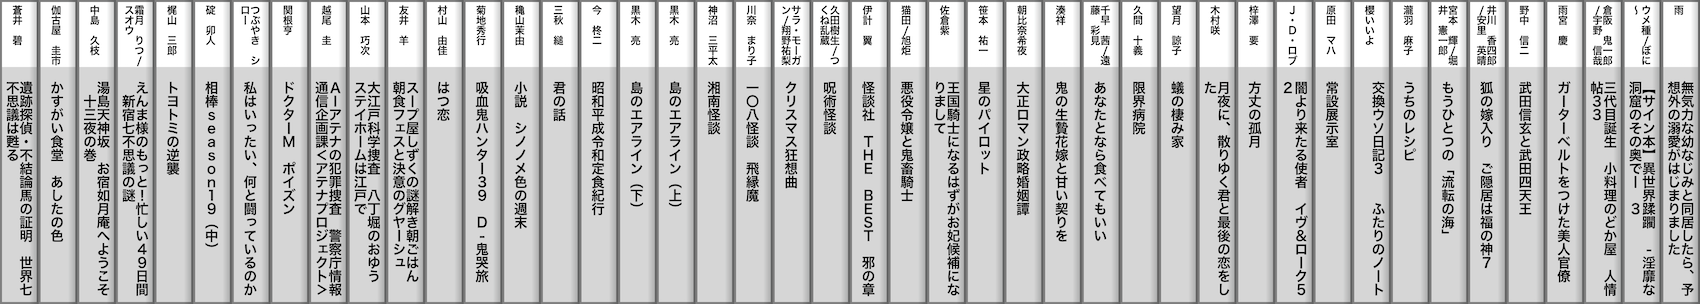 雨
無気力な幼なじみと同居したら、予
想外の溺愛がはじまりました
ウメ種/ぼに
～
【サイン本】異世界蹂躙　-淫靡な
洞窟のその奥でー　３
倉阪　鬼一郎
/宇野　信哉
三代目誕生　小料理のどか屋　人情
帖３３
雨宮　慶
ガーターベルトをつけた美人官僚
野中　信二
武田信玄と武田四天王
井川　香四郎
/安里　英晴
狐の嫁入り　ご隠居は福の神７
宮本　輝/堀
井　憲一郎
もうひとつの「流転の海」
瀧羽　麻子
うちのレシピ
櫻いいよ
交換ウソ日記３　　ふたりのノート
原田　マハ
常設展示室
Ｊ・Ｄ・ロブ
闇より来たる使者　イヴ＆ローク５
２
梓澤　要
方丈の孤月
木村咲
月夜に、散りゆく君と最後の恋をし
た
望月　諒子
蟻の棲み家
久間　十義
限界病院
千早　茜/遠
藤　彩見
あなたとなら食べてもいい
湊祥
鬼の生贄花嫁と甘い契りを
朝比奈希夜
大正ロマン政略婚姻譚
笹本　祐一
星のパイロット
佐倉紫
王国騎士になるはずがお妃候補にな
りまして
猫田/旭炬
悪役令嬢と鬼畜騎士
伊計　翼
怪談社　ＴＨＥ　ＢＥＳＴ　邪の章
久田樹生/つ
くね乱蔵
呪術怪談
サラ・モーガ
ン/翔野祐梨
クリスマス狂想曲
川奈　まり子
一〇八怪談　飛縁魔
神沼　三平太
湘南怪談
黒木　亮
島のエアライン（上）
黒木　亮
島のエアライン（下）
今　柊二
昭和平成令和定食紀行
三秋　縋
君の話
穐山茉由
小説　シノノメ色の週末
菊地秀行
吸血鬼ハンター３９　Ｄ-鬼哭旅
村山　由佳
はつ恋
友井　羊
スープ屋しずくの謎解き朝ごはん
朝食フェスと決意のグヤーシュ
山本　巧次
大江戸科学捜査　八丁堀のおゆう
ステイホームは江戸で
越尾　圭
Ａーアテナの犯罪捜査　警察庁情報
通信企画課＜アテナプロジェクト＞
関根亨
ドクターＭ　ポイズン
つぶやき　シ
ロー
私はいったい、何と闘っているのか
碇　卯人
相棒ｓｅａｓｏｎ１９（中）
梶山　三郎
トヨトミの逆襲
霜月　りつ/
スオウ
えんま様のもっと！忙しい４９日間
　新宿七不思議の謎
中島　久枝
湯島天神坂　お宿如月庵へようこそ
　十三夜の巻
伽古屋　圭市
かすがい食堂　あしたの色
蒼井　碧
遺跡探偵・不結論馬の証明　世界七
不思議は甦る